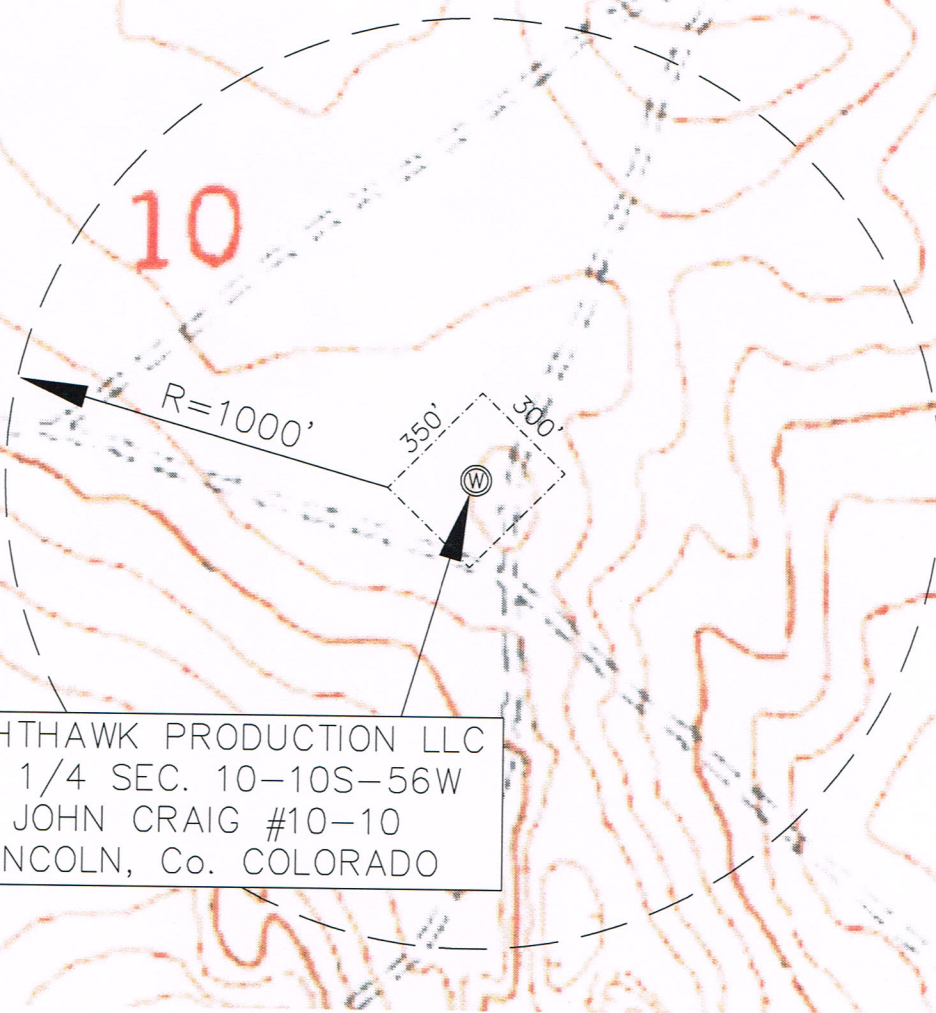 10
R=1000'
350'
300'
W
HTHAWK PRODUCTION LLC
1/4 SEC. 10-10S-56W
JOHN CRAIG #10-10
NCOLN, Co. COLORADO